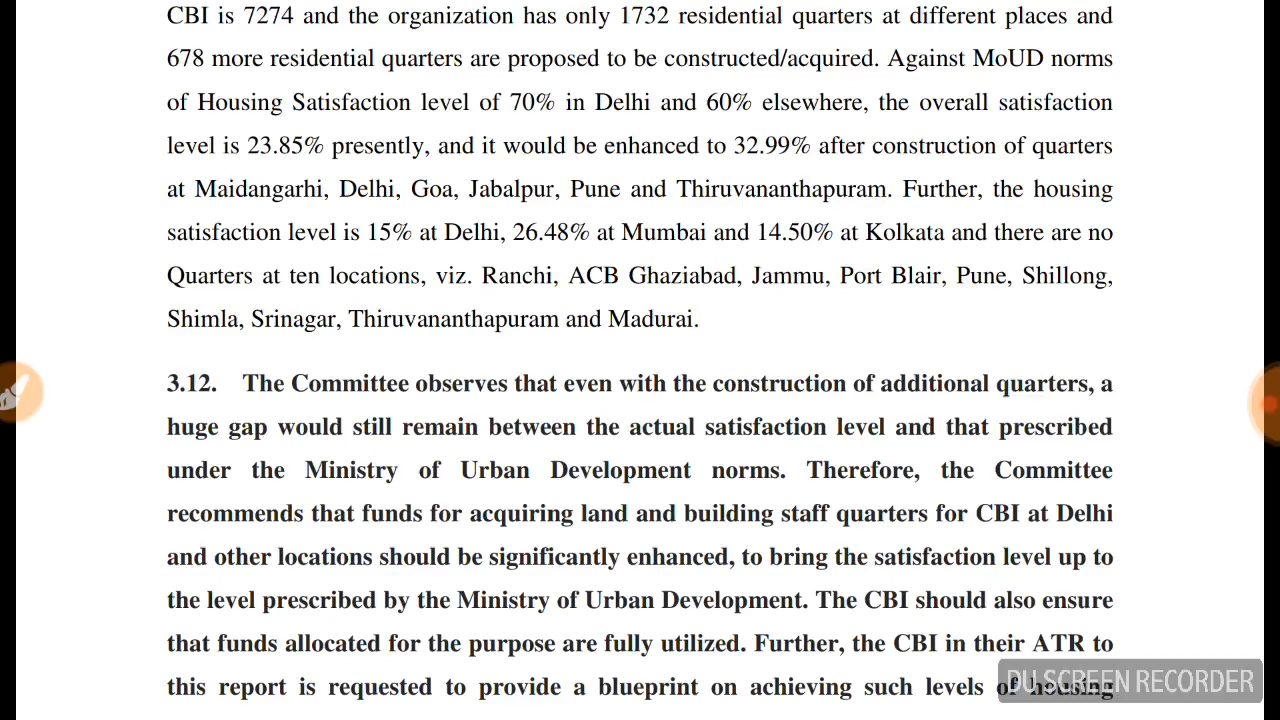 CBI is 7274 and the organization has only 1732 residential quarters at different places and
678 more residential quarters are proposed to be constructed/acquired. Against MoUD norms
of Housing Satisfaction level of 70% in Delhi and 60% elsewhere, the overall satisfaction
level is 23.85% presently, and it would be enhanced to 32.99% after construction of quarters
at Maidangarhi, Delhi, Goa, Jabalpur, Pune and Thiruvananthapuram. Further, the housing
satisfaction level is 15% at Delhi, 26.48% at Mumbai and 14.50% at Kolkata and there are no
Quarters at ten locations, viz. Ranchi, ACB Ghaziabad, Jammu, Port Blair, Pune, Shillong,
Shimla, Srinagar, Thiruvananthapuram and Madurai.
3.12. The Committee observes that even with the construction of additional quarters, a
huge gap would still remain between the actual satisfaction level and that prescribed
under the Ministry of Urban Development norms. Therefore, the Committee
recommends that funds for acquiring land and building staff quarters for CBI at Delhi
and other locations should be significantly enhanced, to bring the satisfaction level up to
the level prescribed by the Ministry of Urban Development. The CBI should also ensure
that funds allocated for the purpose are fully utilized. Further, the CBI in their ATR to
this report is requested to provide a blueprint on achieving such levels of housing
DU SCREEN RECORDER